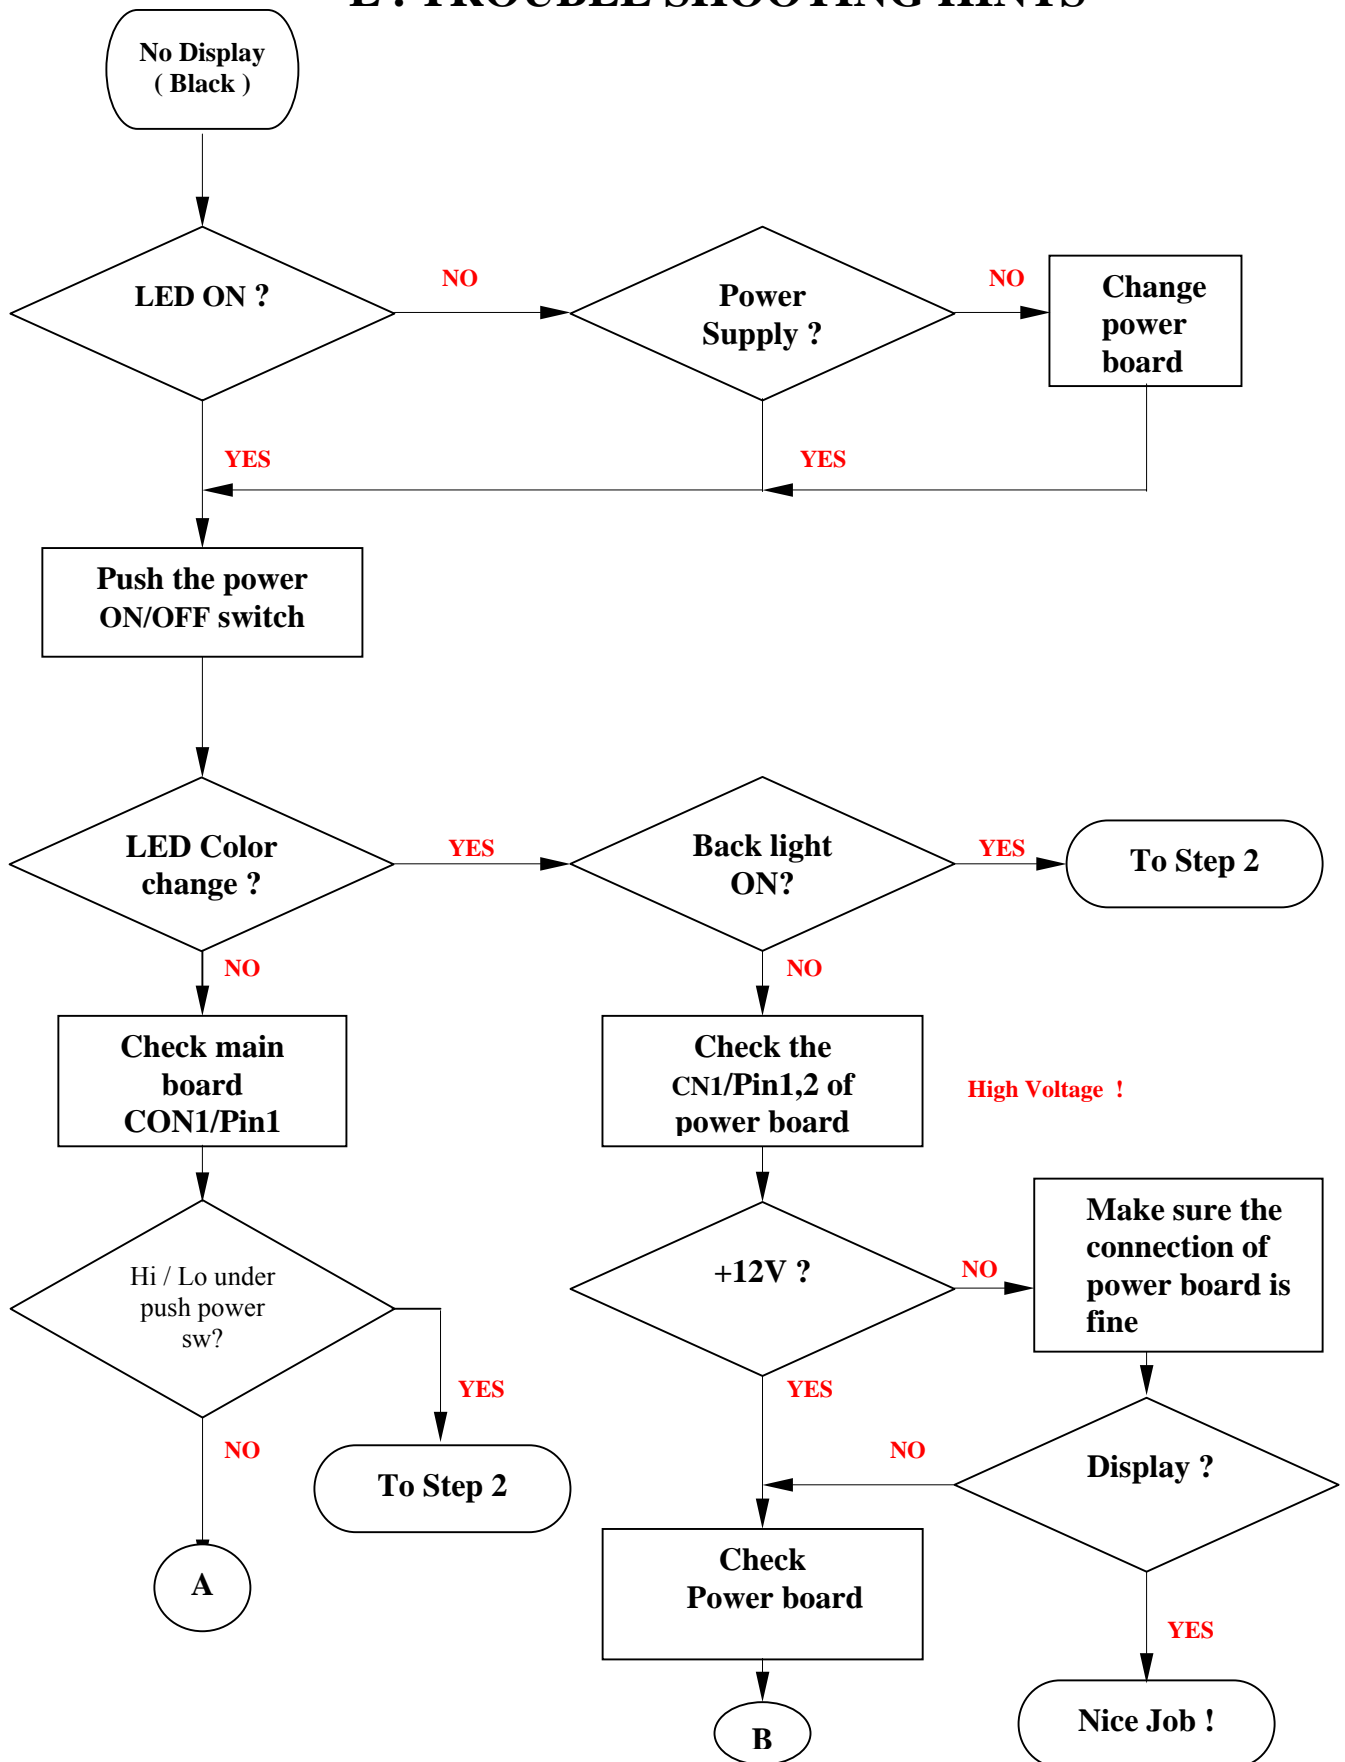 E . TROUBLE SHOOTING HINTS
No Display
( Black )
LED ON ?
NO
Power
Supply ?
NO
Change
power
board
YES
YES
Push the power
ON/OFF switch
LED Color
change ?
YES
Back light
ON?
YES
To Step 2
NO
NO
Check main
board
CON1/Pin1
Check the
CN1/Pin1,2 of
power board
High Voltage !
Hi / Lo under
push power
sw?
+12V ?
NO
Make sure the
connection of
power board is
fine
YES
YES
NO
To Step 2
NO
Display ?
A
Check
Power board
YES
B
Nice Job !